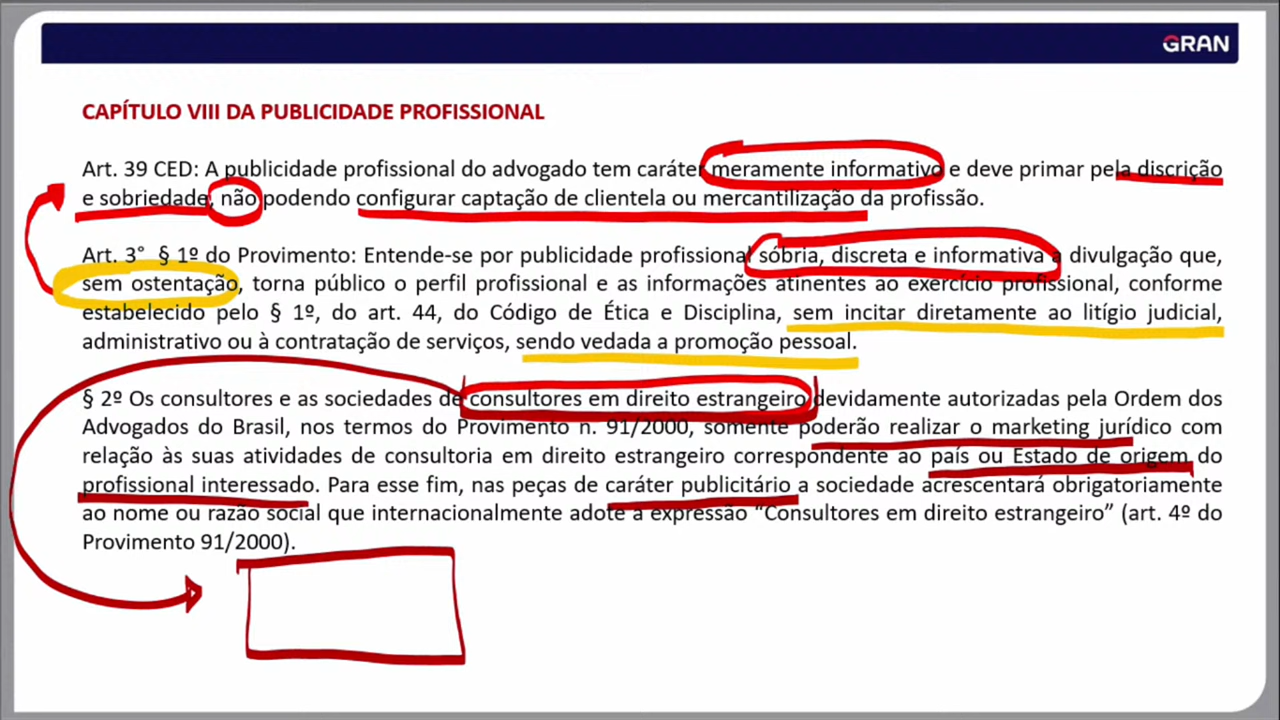 GRAN
CAPÍTULO VIII DA PUBLICIDADE PROFISSIONAL
Art. 39 CED: A publicidade profissional do advogado tem caráter meramente informativo e deve primar pela discrição
e sobriedade, não podendo configurar captação de clientela ou mercantilização da profissão.
Art. 3° § 1º do Provimento: Entende-se por publicidade profissional sóbria, discreta e informativa a divulgação que,
sem ostentação, torna público o perfil profissional e as informações atinentes ao exercício profissional, conforme
estabelecido pelo § 1º, do art. 44, do Código de Ética e Disciplina, sem incitar diretamente ao litígio judicial,
administrativo ou à contratação de serviços, sendo vedada a promoção pessoal.
§ 2º Os consultores e as sociedades de consultores em direito estrangeiro devidamente autorizadas pela Ordem dos
Advogados do Brasil, nos termos do Provimento n. 91/2000, somente poderão realizar o marketing jurídico com
relação às suas atividades de consultoria em direito estrangeiro correspondente ao país ou Estado de origem do
profissional interessado. Para esse fim, nas peças de caráter publicitário a sociedade acrescentará obrigatoriamente
ao nome ou razão social que internacionalmente adote a expressão “Consultores em direito estrangeiro” (art. 4º do
Provimento 91/2000).